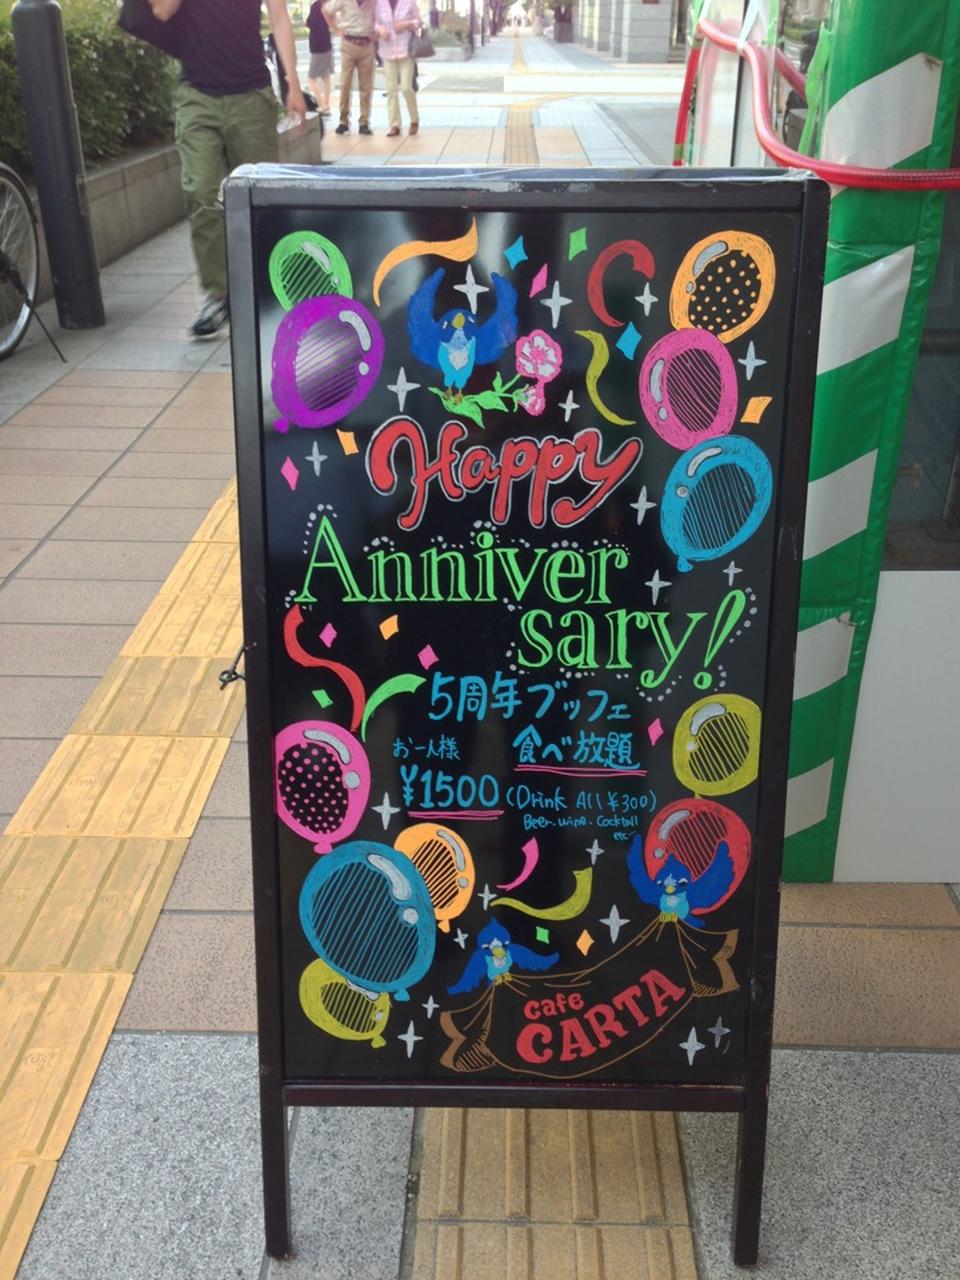 Happy
Anniver
sary!
5周年ブッフェ
お一人様 食べ放題
¥1500 (Drink All ¥300)
Beer. wine. Cocktail
etc
cafe
CARTA